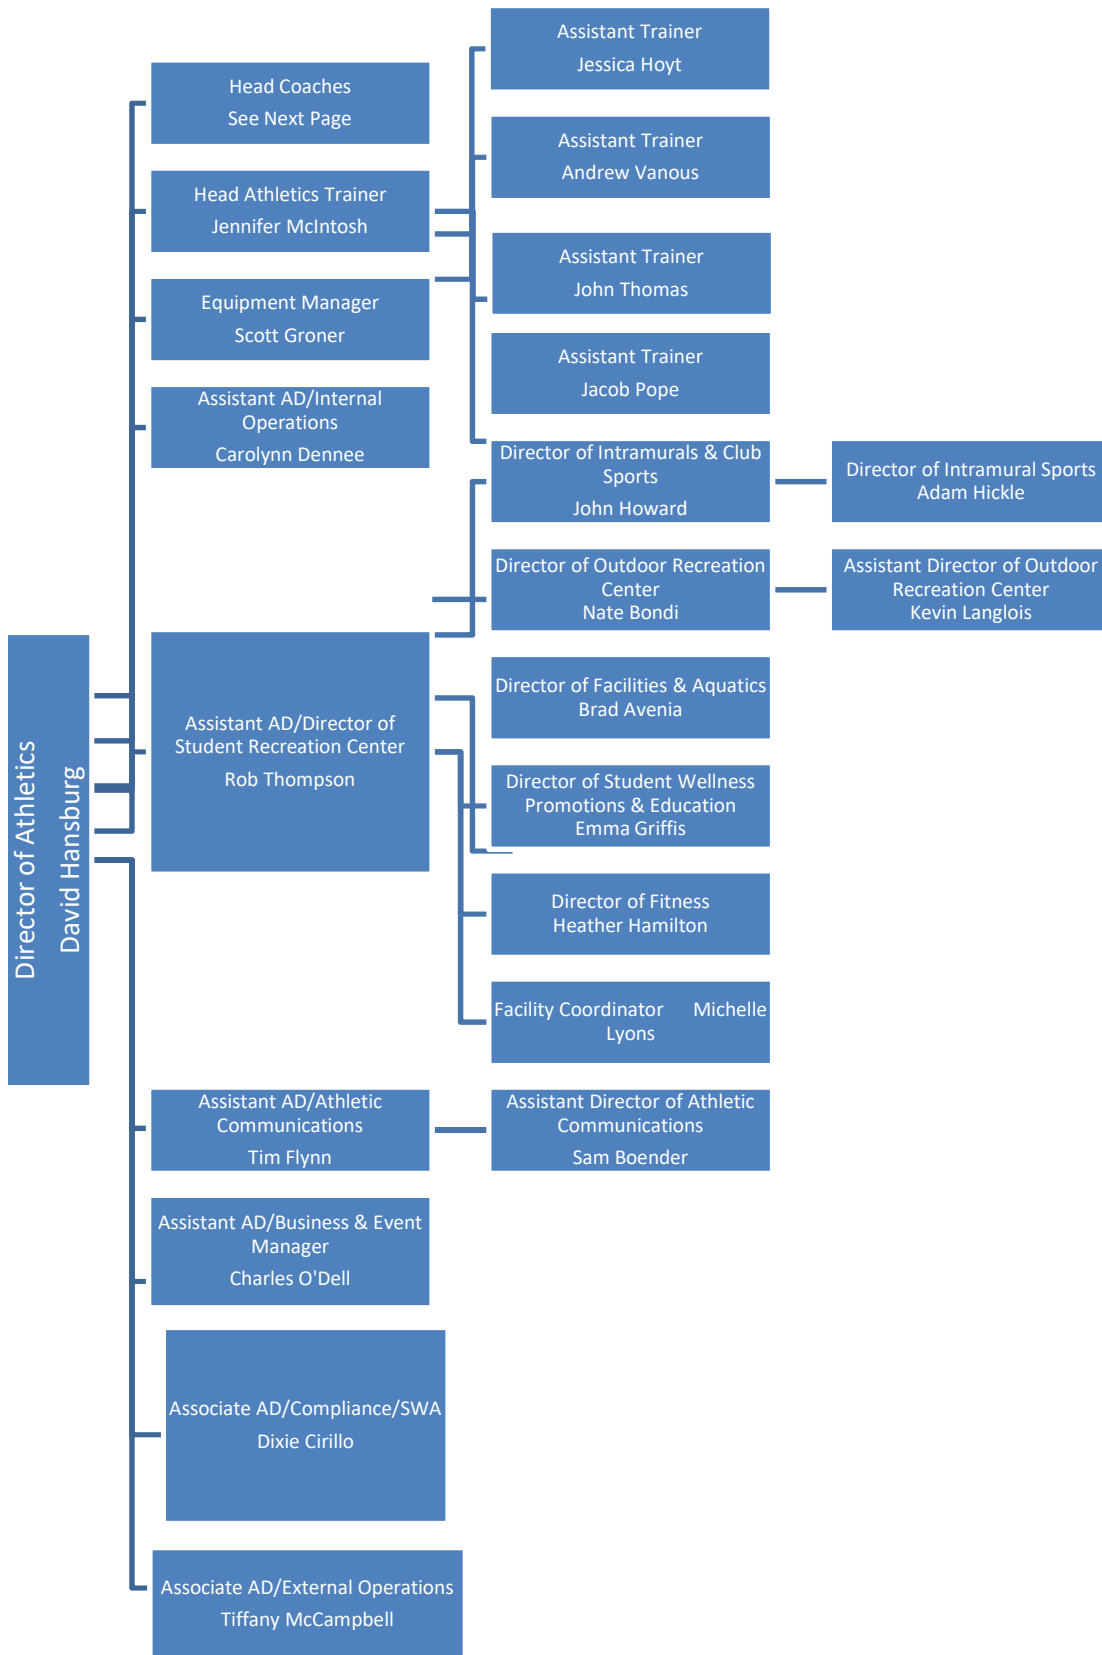 Director of Athletics
David Hansburg
Head Coaches
See Next Page
Head Athletics Trainer
Jennifer McIntosh
Equipment Manager
Scott Groner
Assistant AD/Internal
Operations
Carolynn Dennee
Assistant AD/Director of
Student Recreation Center
Rob Thompson
Assistant AD/Athletic
Communications
Tim Flynn
Assistant AD/Business & Event
Manager
Charles O'Dell
Associate AD/Compliance/SWA
Dixie Cirillo
Associate AD/External Operations
Tiffany McCampbell
Assistant Trainer
Jessica Hoyt
Assistant Trainer
Andrew Vanous
Assistant Trainer
John Thomas
Assistant Trainer
Jacob Pope
Director of Intramurals & Club
Sports
John Howard
Director of Outdoor Recreation
Center
Nate Bondi
Director of Facilities & Aquatics
Brad Avenia
Director of Student Wellness
Promotions & Education
Emma Griffis
Director of Fitness
Heather Hamilton
Facility Coordinator Michelle
Lyons
Assistant Director of Athletic
Communications
Sam Boender
Director of Intramural Sports
Adam Hickle
Assistant Director of Outdoor
Recreation Center
Kevin Langlois